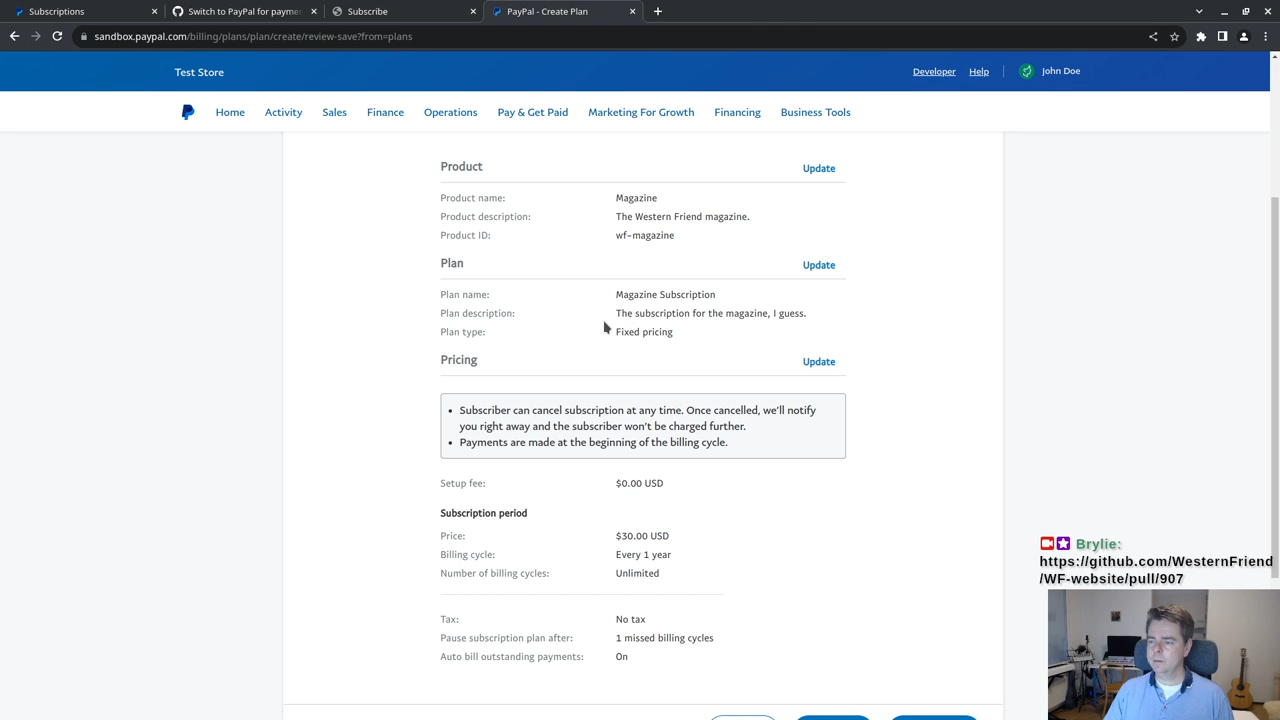 Subscriptions
Switch to PayPal for payme
Subscribe
PayPal - Create Plan
sandbox.paypal.com/billing/plans/plan/create/review-save?from=plans
Test Store
Developer
Help
John Doe
Home
Activity
Sales
Finance
Operations
Pay & Get Paid
Marketing For Growth
Financing
Business Tools
Product
Update
Product name:
Magazine
Product description:
The Western Friend magazine.
Product ID:
wf-magazine
Plan
Update
Plan name:
Magazine Subscription
Plan description:
The subscription for the magazine, I guess.
Plan type:
Fixed pricing
Pricing
Update
• Subscriber can cancel subscription at any time. Once cancelled, we'll notify
you right away and the subscriber won't be charged further.
• Payments are made at the beginning of the billing cycle.
Setup fee:
$0.00 USD
Subscription period
Price:
$30.00 USD
Billing cycle:
Every 1 year
Number of billing cycles:
Unlimited
Tax:
No tax
Pause subscription plan after:
1 missed billing cycles
Auto bill outstanding payments:
On
Brylie:
https://github.com/WesternFriend
/WF-website/pull/907